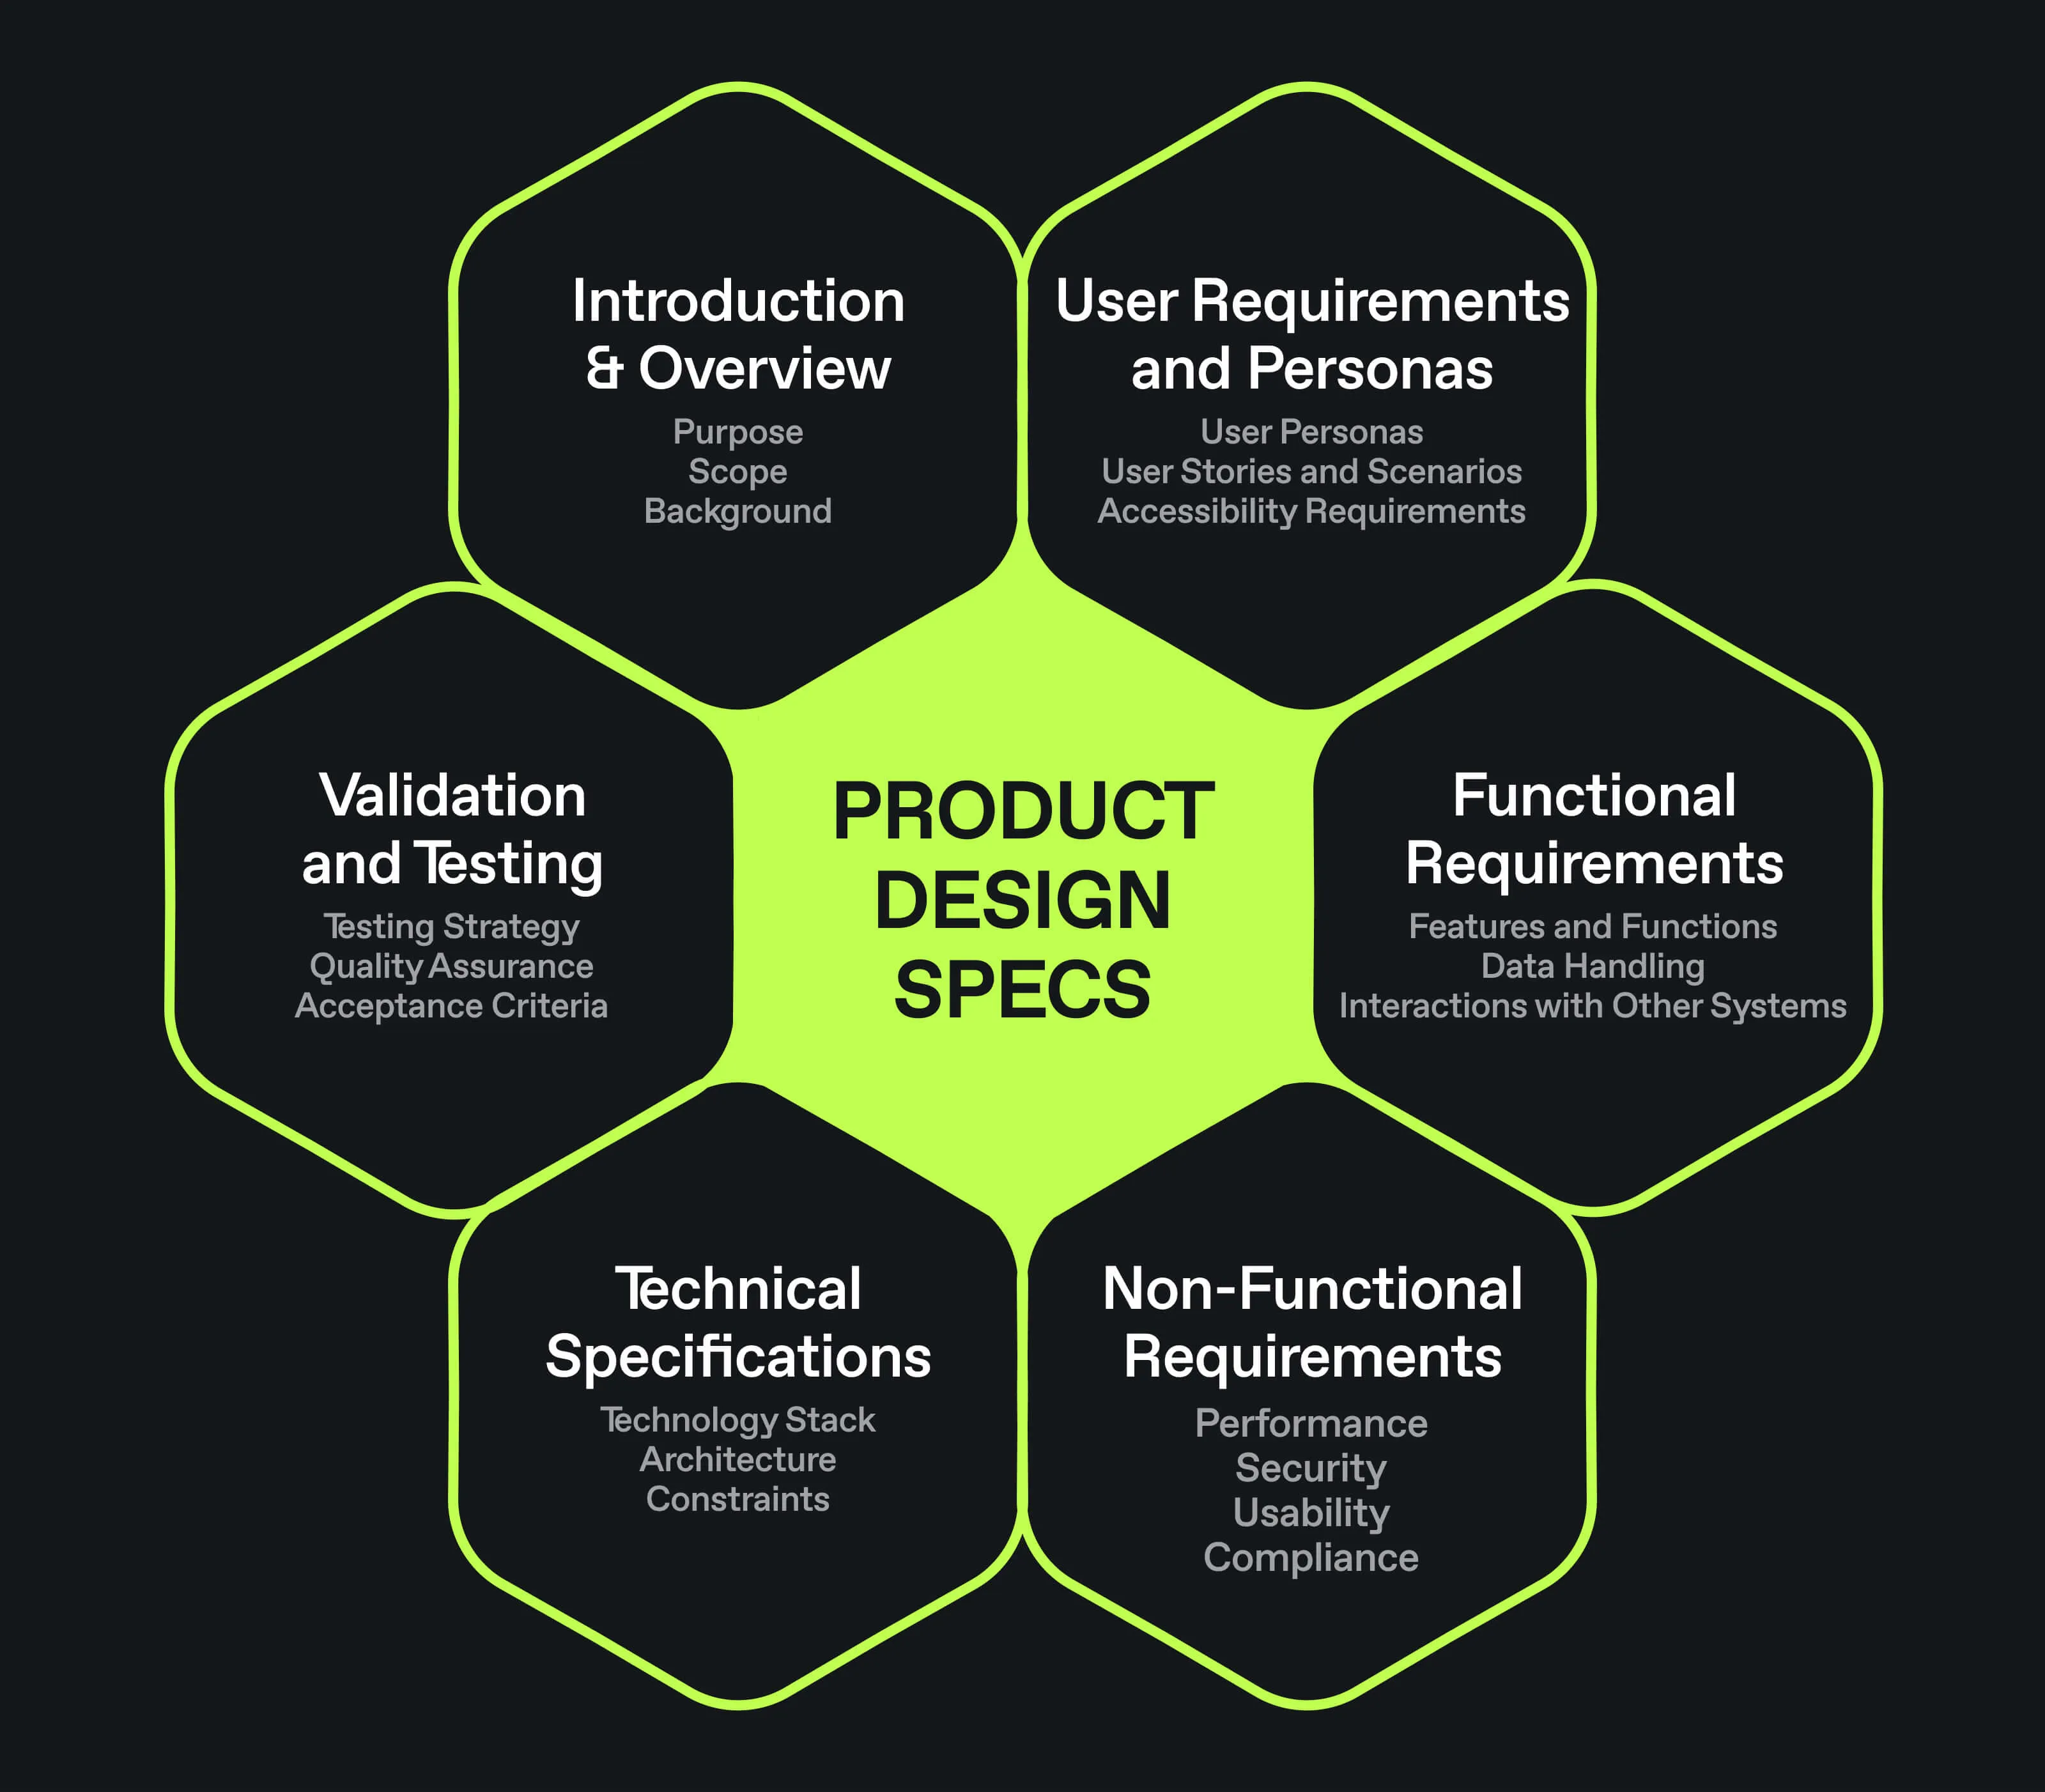 Introduction
& Overview
Purpose
Scope
Background
User Requirements
and Personas
User Personas
User Stories and Scenarios
Accessibility Requirements
Validation
and Testing
Testing Strategy
Quality Assurance
Acceptance Criteria
PRODUCT
DESIGN
SPECS
Functional
Requirements
Features and Functions
Data Handling
Interactions with Other Systems
Technical
Specifications
Technology Stack
Architecture
Constraints
Non-Functional
Requirements
Performance
Security
Usability
Compliance